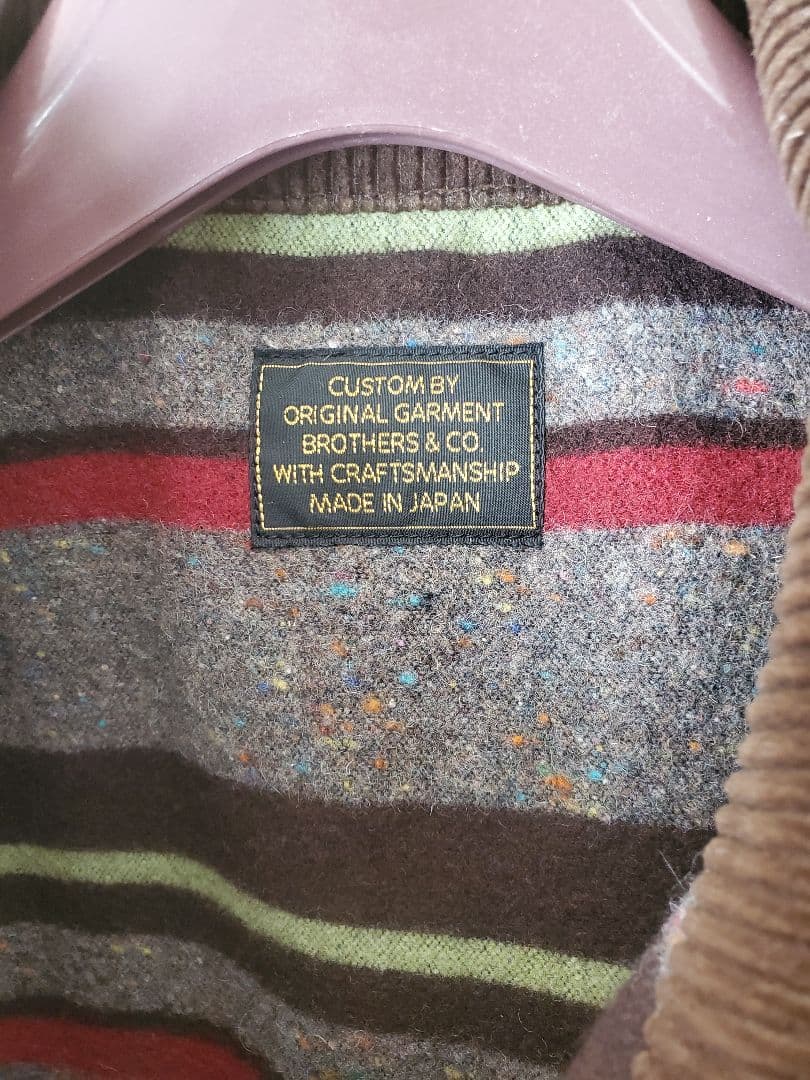 CUSTOM BY
ORIGINAL GARMENT
BROTHERS & CO.
WITH CRAFTSMANSHIP
MADE IN JAPAN